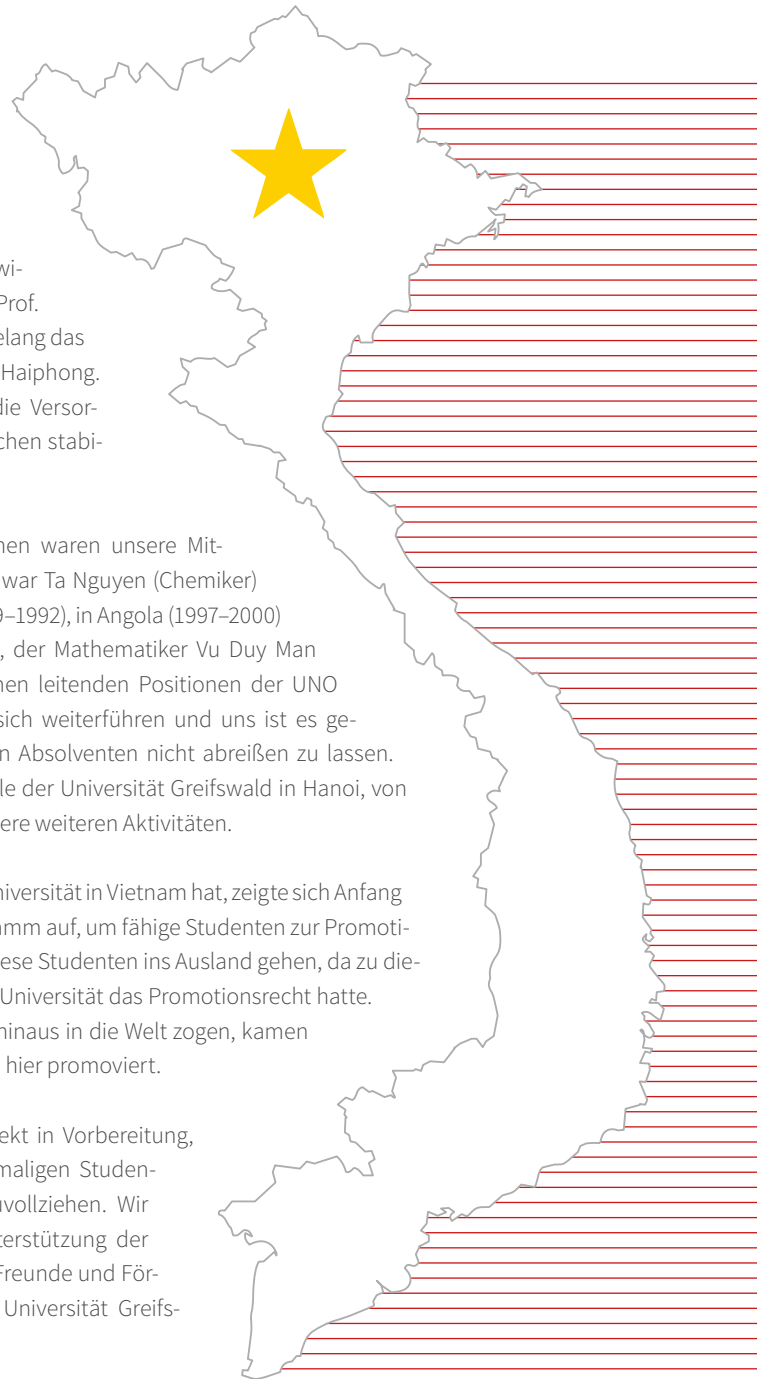 wi-
Prof.
elang das
Haiphong.
die Versor-
chen stabi-
nen waren unsere Mit-
war Ta Nguyen (Chemiker)
9–1992), in Angola (1997–2000)
, der Mathematiker Vu Duy Man
nen leitenden Positionen der UNO
sich weiterführen und uns ist es ge-
n Absolventen nicht abreißen zu lassen.
le der Universität Greifswald in Hanoi, von
ere weiteren Aktivitäten.
niversität in Vietnam hat, zeigte sich Anfang
amm auf, um fähige Studenten zur Promoti-
ese Studenten ins Ausland gehen, da zu die-
Universität das Promotionsrecht hatte.
hinaus in die Welt zogen, kamen
hier promoviert.
ekt in Vorbereitung,
maligen Studen-
vollziehen. Wir
terstützung der
Freunde und För-
Universität Greifs-